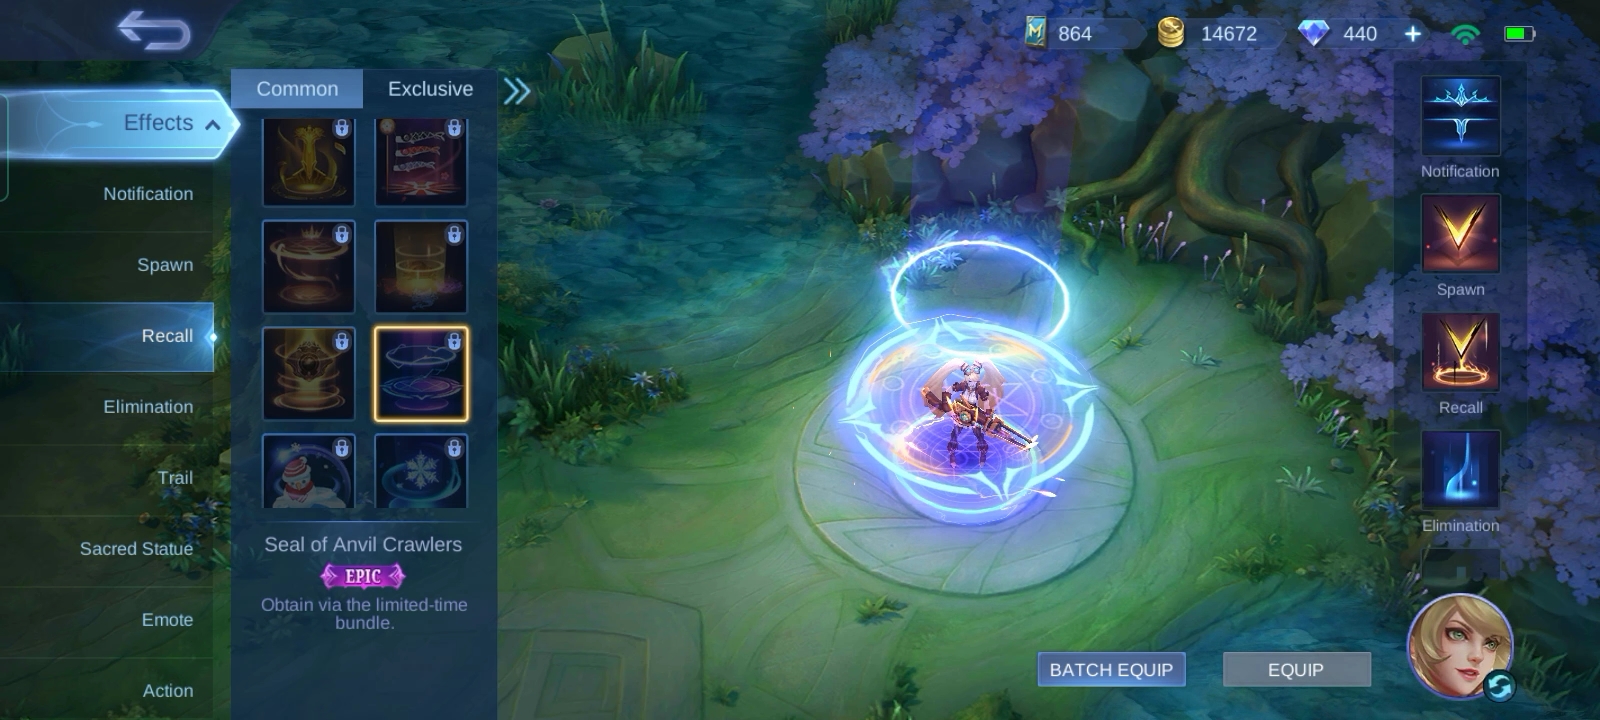 864
14672
440
Common
Exclusive
Effects
Notification
Spawn
Recall
Elimination
Trail
Sacred Statue
Emote
Action
Seal of Anvil Crawlers
EPIC
Obtain via the limited-time
bundle.
Notification
Spawn
Recall
Elimination
BATCH EQUIP
EQUIP